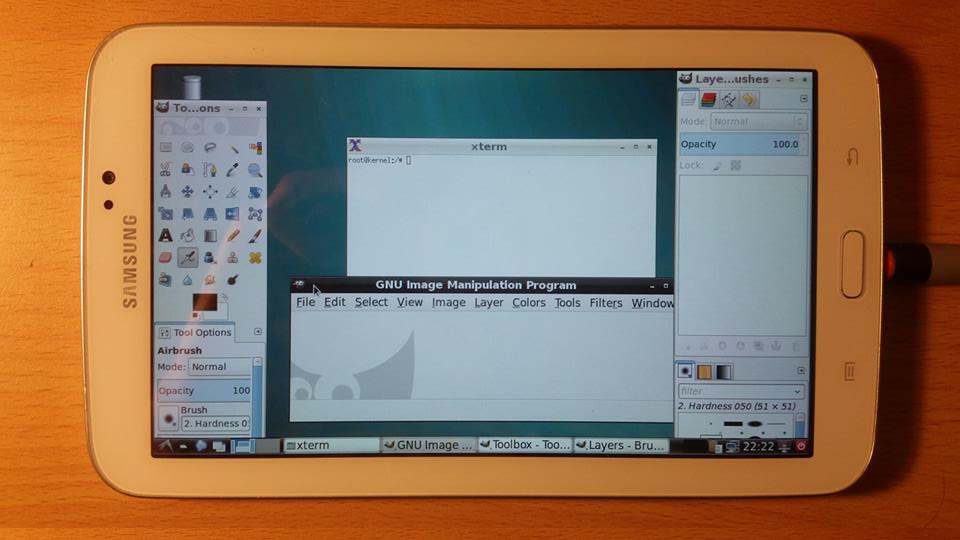 SAMSUNG
To...ons
xterm
root@kernel:/#
GNU Image Manipulation Program
File Edit Select View Image Layer Colors Tools Filters Window
Tool Options
Airbrush
Mode: Normal
Opacity 100
Brush
2. Hardness 0
Laye...ushes
Mode: Normal
Opacity 100.0
Lock:
filter
2. Hardness 050 (51 × 51)
xterm
GNU Image ...
Toolbox - Too...
Layers - Bru...
22:22